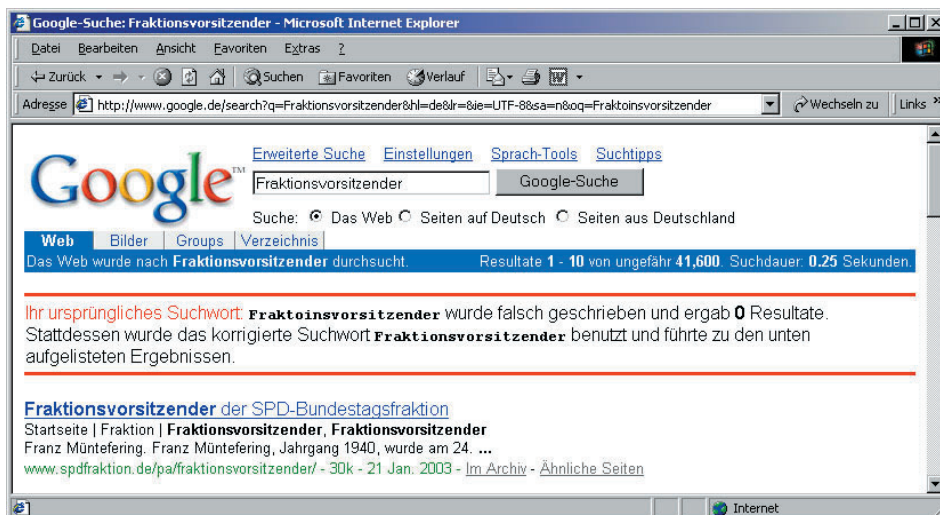 Google-Suche: Fraktionsvorsitzender - Microsoft Internet Explorer
Datei Bearbeiten Ansicht Favoriten Extras ?
Zurück Suchen Favoriten Verlauf
Adresse http://www.google.de/search?q=Fraktionsvorsitzender&hl=de&lr=&ie=UTF-8&sa=n&oq=Fraktoinsvorsitzender Wechseln zu Links »
Erweiterte Suche Einstellungen Sprach-Tools Suchtipps
Google™ Fraktionsvorsitzender Google-Suche
Suche: Das Web Seiten auf Deutsch Seiten aus Deutschland
Web Bilder Groups Verzeichnis
Das Web wurde nach Fraktionsvorsitzender durchsucht. Resultate 1 - 10 von ungefähr 41,600. Suchdauer: 0.25 Sekunden.
Ihr ursprüngliches Suchwort: Fraktoinsvorsitzender wurde falsch geschrieben und ergab 0 Resultate.
Stattdessen wurde das korrigierte Suchwort Fraktionsvorsitzender benutzt und führte zu den unten
aufgelisteten Ergebnissen.
Fraktionsvorsitzender der SPD-Bundestagsfraktion
Startseite | Fraktion | Fraktionsvorsitzender, Fraktionsvorsitzender
Franz Müntefering. Franz Müntefering, Jahrgang 1940, wurde am 24. ...
www.spdfraktion.de/pa/fraktionsvorsitzender/ - 30k - 21 Jan. 2003 - Im Archiv - Ähnliche Seiten
Internet